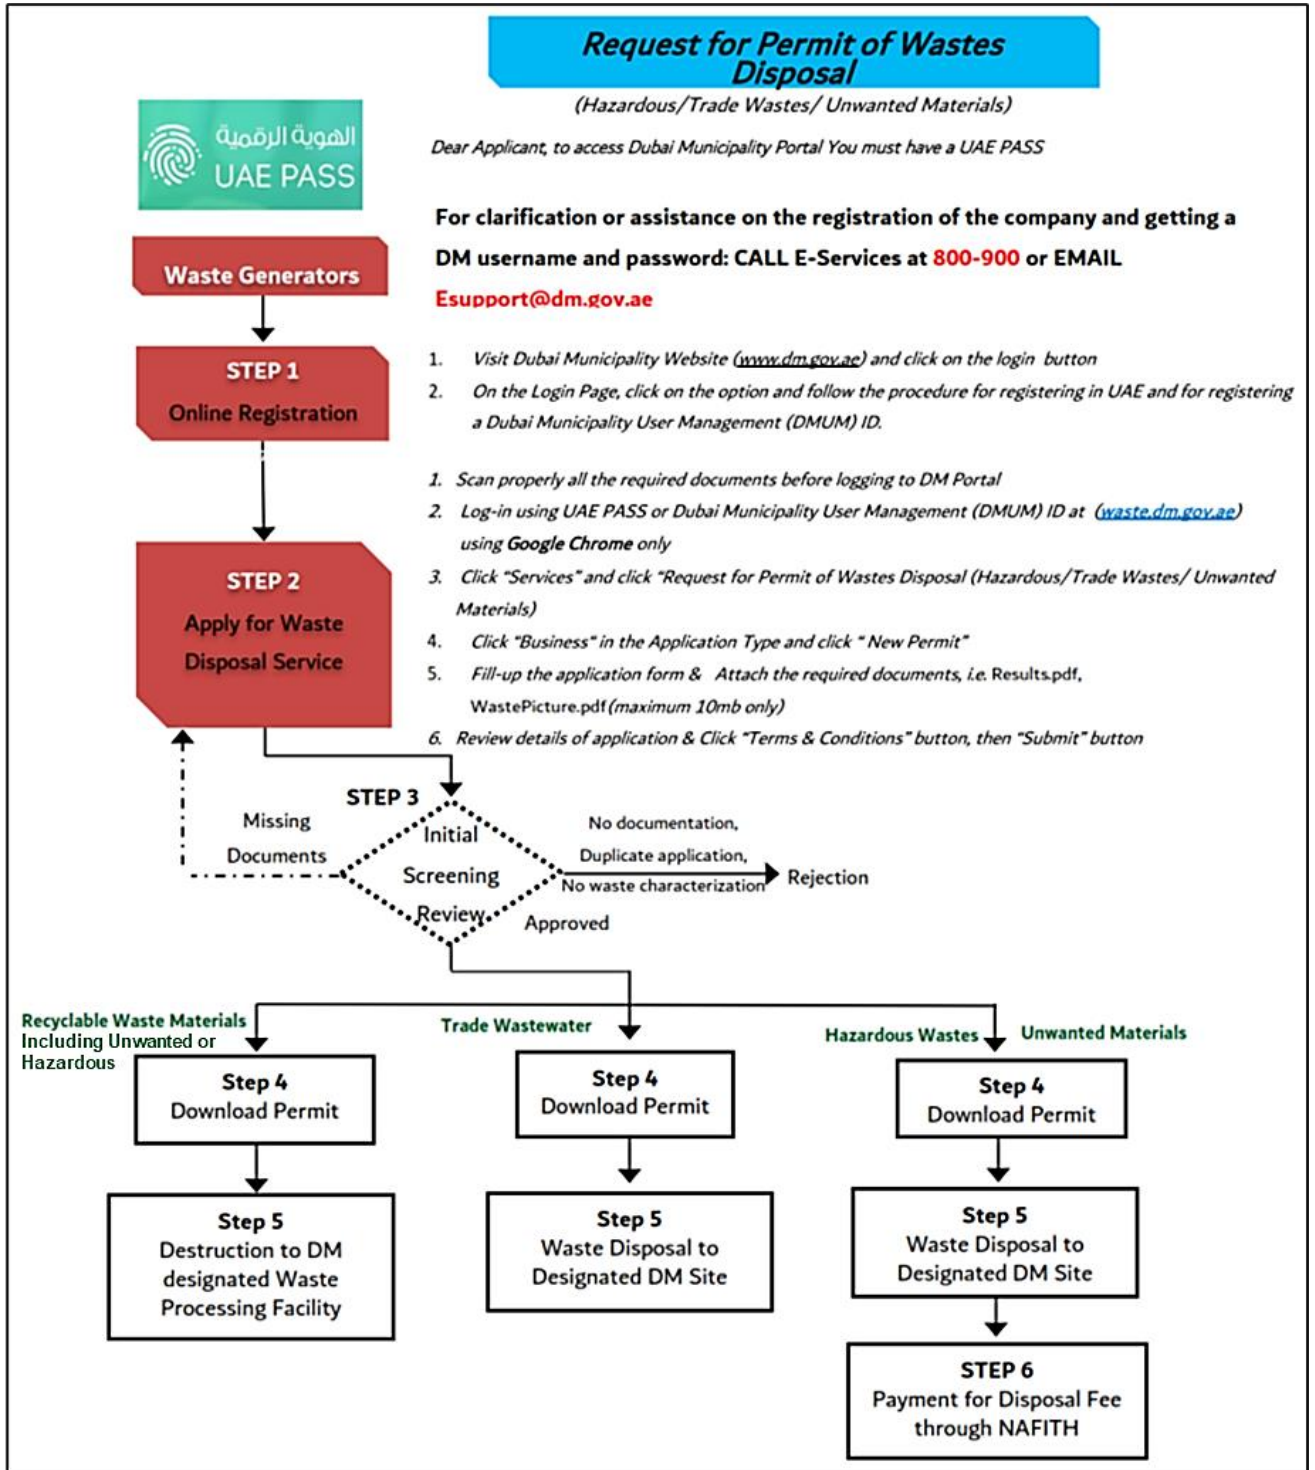 Request for Permit of Wastes
Disposal
(Hazardous/Trade Wastes/ Unwanted Materials)
الهوية الرقمية
UAE PASS
Dear Applicant, to access Dubai Municipality Portal You must have a UAE PASS
For clarification or assistance on the registration of the company and getting a
DM username and password: CALL E-Services at 800-900 or EMAIL
Esupport@dm.gov.ae
Waste Generators
STEP 1
Online Registration
1. Visit Dubai Municipality Website (www.dm.gov.ae) and click on the login button
2. On the Login Page, click on the option and follow the procedure for registering in UAE and for registering
a Dubai Municipality User Management (DMUM) ID.
STEP 2
Apply for Waste
Disposal Service
1. Scan properly all the required documents before logging to DM Portal
2. Log-in using UAE PASS or Dubai Municipality User Management (DMUM) ID at (waste.dm.gov.ae)
using Google Chrome only
3. Click "Services" and click "Request for Permit of Wastes Disposal (Hazardous/Trade Wastes/ Unwanted
Materials)
4. Click "Business" in the Application Type and click " New Permit"
5. Fill-up the application form & Attach the required documents, i.e. Results.pdf,
WastePicture.pdf (maximum 10mb only)
6. Review details of application & Click "Terms & Conditions" button, then "Submit" button
STEP 3
Initial
Screening
Review
Missing
Documents
No documentation,
Duplicate application,
No waste characterization
Rejection
Approved
Recyclable Waste Materials
Including Unwanted or
Hazardous
Step 4
Download Permit
Step 5
Destruction to DM
designated Waste
Processing Facility
Trade Wastewater
Step 4
Download Permit
Step 5
Waste Disposal to
Designated DM Site
Hazardous Wastes
Unwanted Materials
Step 4
Download Permit
Step 5
Waste Disposal to
Designated DM Site
STEP 6
Payment for Disposal Fee
through NAFITH